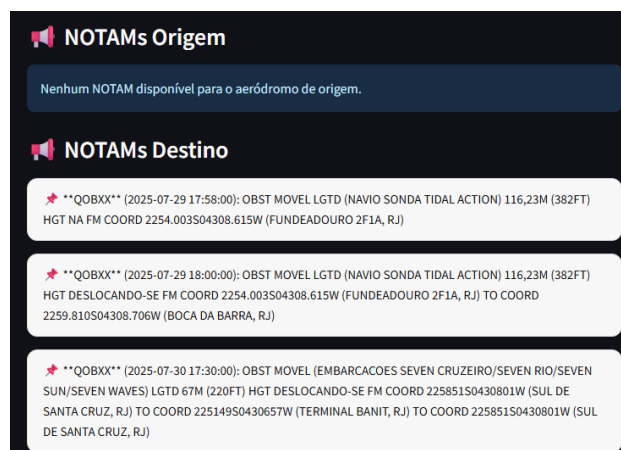 NOTAMs Origem
Nenhum NOTAM disponível para o aeródromo de origem.
NOTAMs Destino
**QOBXX** (2025-07-29 17:58:00): OBST MOVEL LGTD (NAVIO SONDA TIDAL ACTION) 116,23M (382FT)
HGT NA FM COORD 2254.003S04308.615W (FUNDEADOURO 2F1A, RJ)
**QOBXX** (2025-07-29 18:00:00): OBST MOVEL LGTD (NAVIO SONDA TIDAL ACTION) 116,23M (382FT)
HGT DESLOCANDO-SE FM COORD 2254.003S04308.615W (FUNDEADOURO 2F1A, RJ) TO COORD
2259.810S04308.706W (BOCA DA BARRA, RJ)
**QOBXX** (2025-07-30 17:30:00): OBST MOVEL (EMBARCACOES SEVEN CRUZEIRO/SEVEN RIO/SEVEN
SUN/SEVEN WAVES) LGTD 67M (220FT) HGT DESLOCANDO-SE FM COORD 225851S0430801W (SUL DE
SANTA CRUZ, RJ) TO COORD 225149S0430657W (TERMINAL BANIT, RJ) TO COORD 225851S0430801W (SUL
DE SANTA CRUZ, RJ)